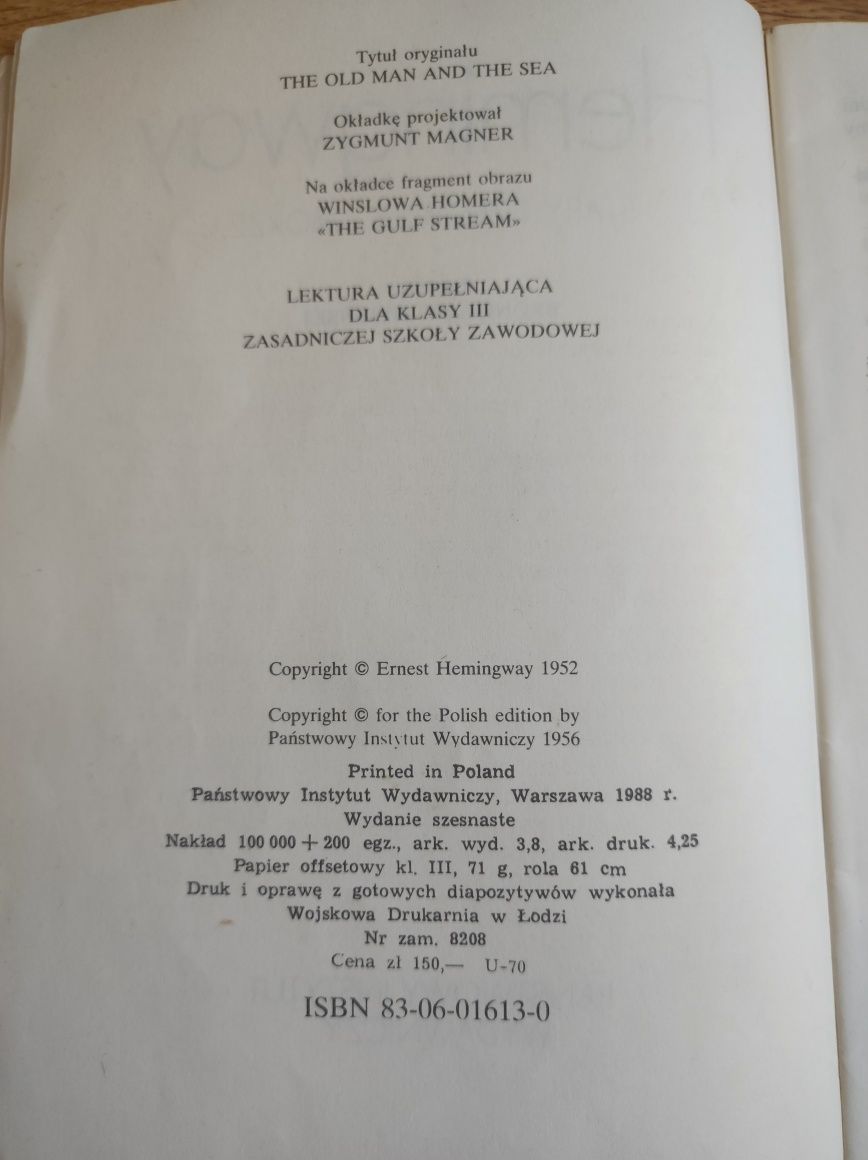 Tytuł oryginału
THE OLD MAN AND THE SEA
Okładkę projektował
ZYGMUNT MAGNER
Na okładce fragment obrazu
WINSLOWA HOMERA
«THE GULF STREAM»
LEKTURA UZUPEŁNIAJĄCA
DLA KLASY III
ZASADNICZEJ SZKOŁY ZAWODOWEJ
Copyright © Ernest Hemingway 1952
Copyright © for the Polish edition by
Państwowy Instytut Wydawniczy 1956
Printed in Poland
Państwowy Instytut Wydawniczy, Warszawa 1988 r.
Wydanie szesnaste
Nakład 100 000 + 200 egz., ark. wyd. 3,8, ark. druk. 4,25
Papier offsetowy kl. III, 71 g, rola 61 cm
Druk i oprawę z gotowych diapozytywów wykonała
Wojskowa Drukarnia w Łodzi
Nr zam. 8208
Cena zł 150,— U-70
ISBN 83-06-01613-0